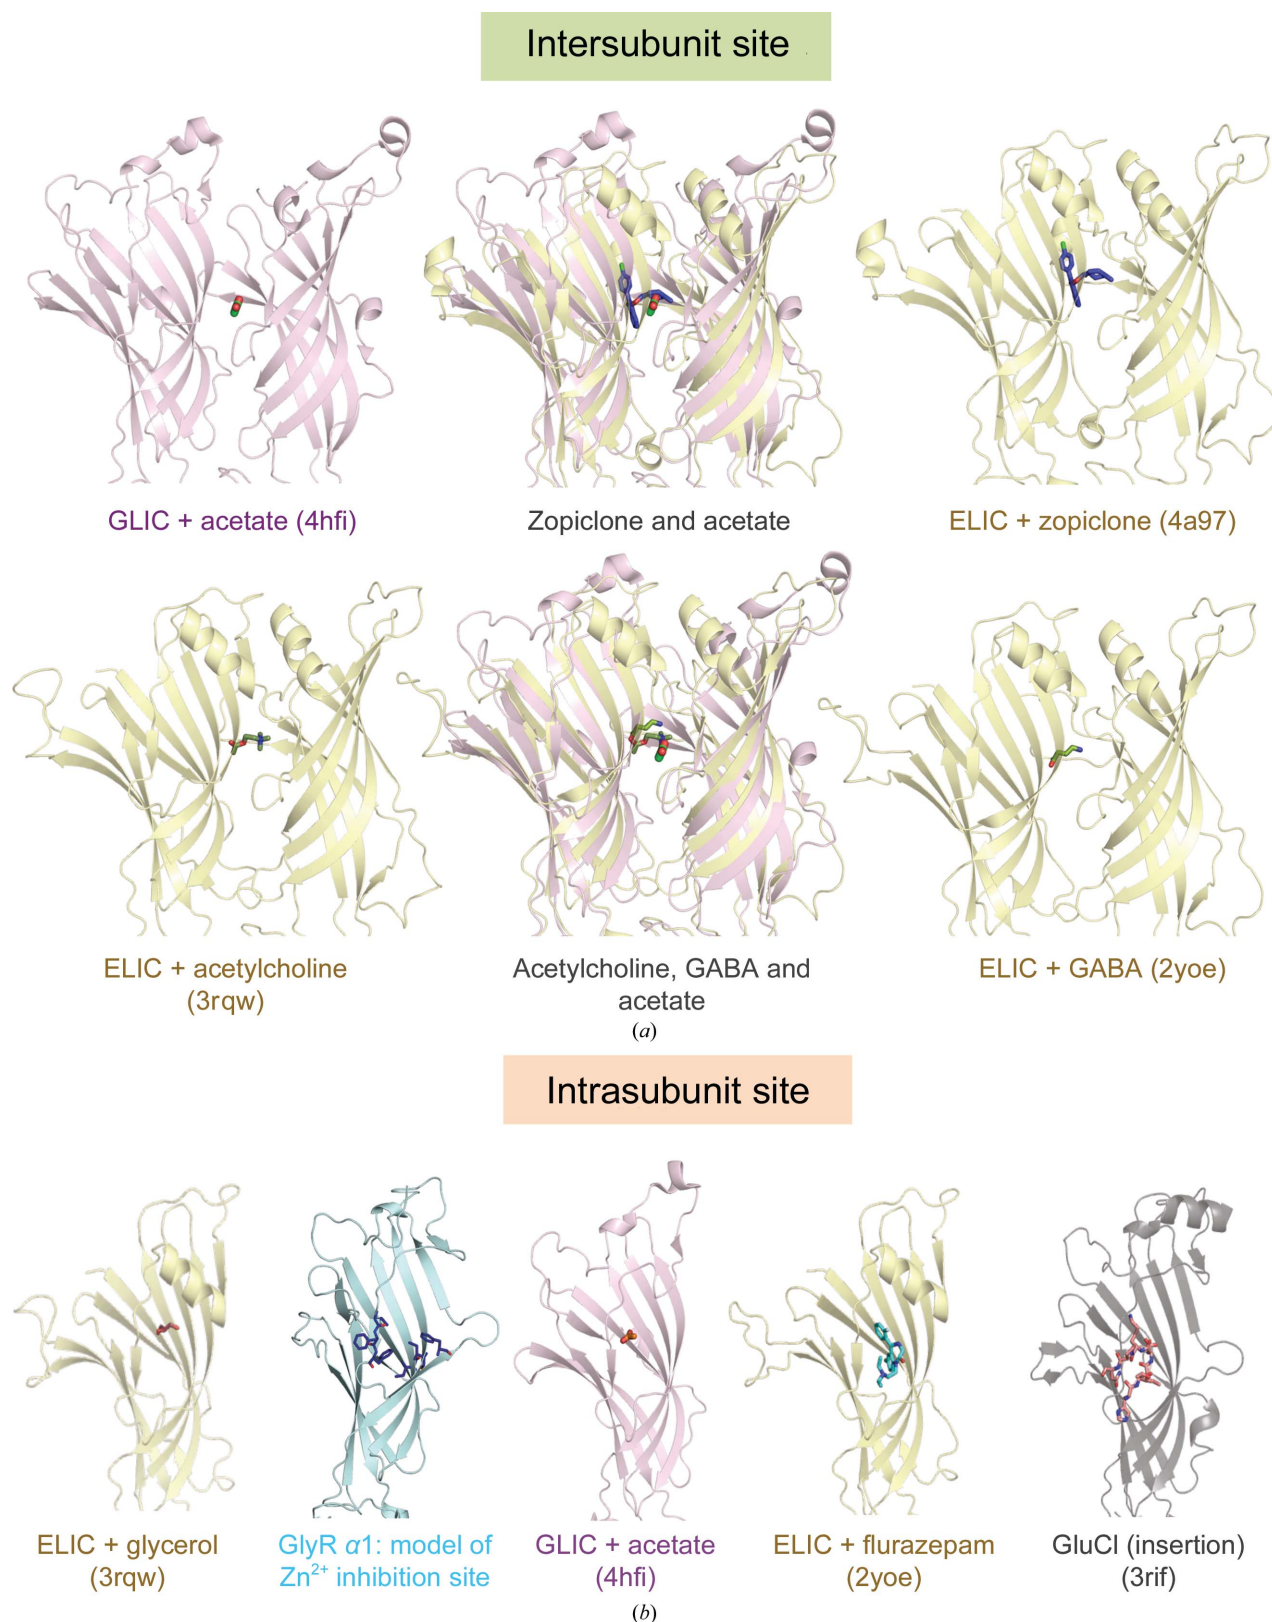 Intersubunit site
GLIC + acetate (4hfi)
Zopiclone and acetate
ELIC + zopiclone (4a97)
ELIC + acetylcholine
(3rqw)
Acetylcholine, GABA and
acetate
ELIC + GABA (2yoe)
(a)
Intrasubunit site
ELIC + glycerol
(3rqw)
GlyR α1: model of
Zn²⁺ inhibition site
GLIC + acetate
(4hfi)
ELIC + flurazepam
(2yoe)
GluCl (insertion)
(3rif)
(b)